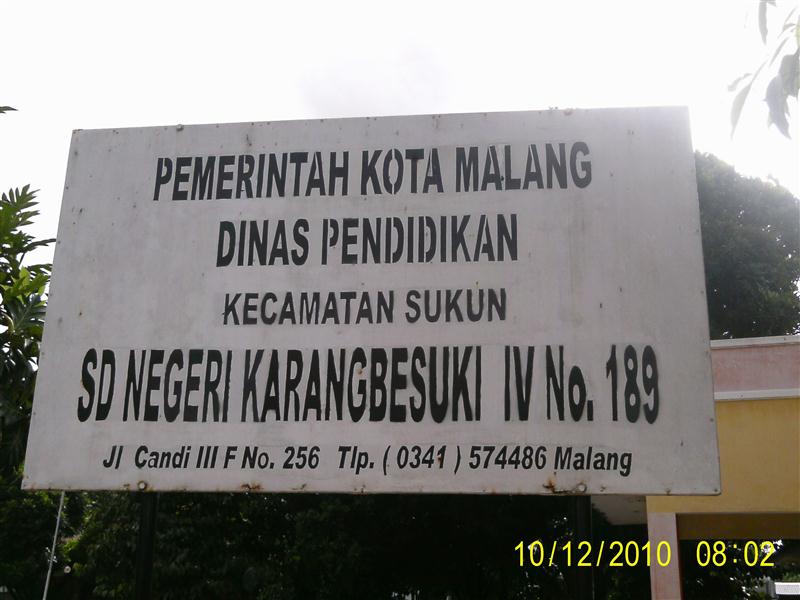 PEMERINTAH KOTA MALANG
DINAS PENDIDIKAN
KECAMATAN SUKUN
SD NEGERI KARANGBESUKI IV No. 189
Jl Candi III F No. 256 Tlp. ( 0341 ) 574486 Malang
10/12/2010 08:02